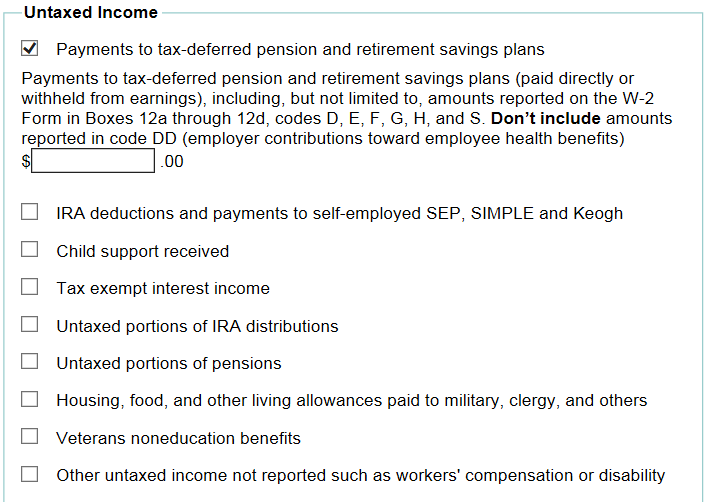 Untaxed Income
Payments to tax-deferred pension and retirement savings plans
Payments to tax-deferred pension and retirement savings plans (paid directly or
withheld from earnings), including, but not limited to, amounts reported on the W-2
Form in Boxes 12a through 12d, codes D, E, F, G, H, and S. Don't include amounts
reported in code DD (employer contributions toward employee health benefits)
$ .00
IRA deductions and payments to self-employed SEP, SIMPLE and Keogh
Child support received
Tax exempt interest income
Untaxed portions of IRA distributions
Untaxed portions of pensions
Housing, food, and other living allowances paid to military, clergy, and others
Veterans noneducation benefits
Other untaxed income not reported such as workers' compensation or disability